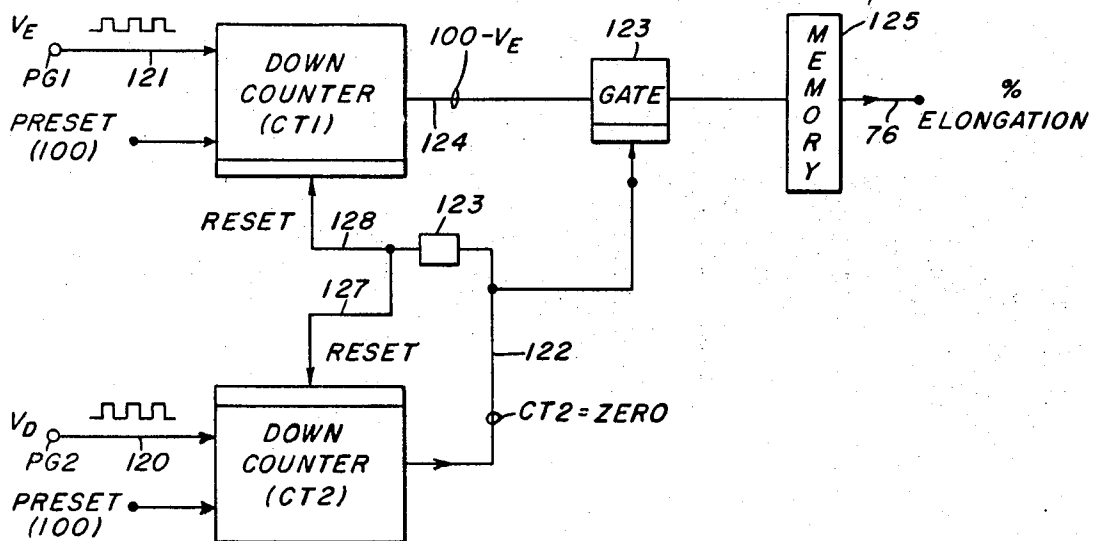 V_E
PG1
121
PRESET
(100)
DOWN
COUNTER
(CT1)
100-V_E
124
123
GATE
MEMORY
125
76
%
ELONGATION
RESET
128
123
127
RESET
122
CT2=ZERO
V_D
PG2
120
PRESET
(100)
DOWN
COUNTER
(CT2)